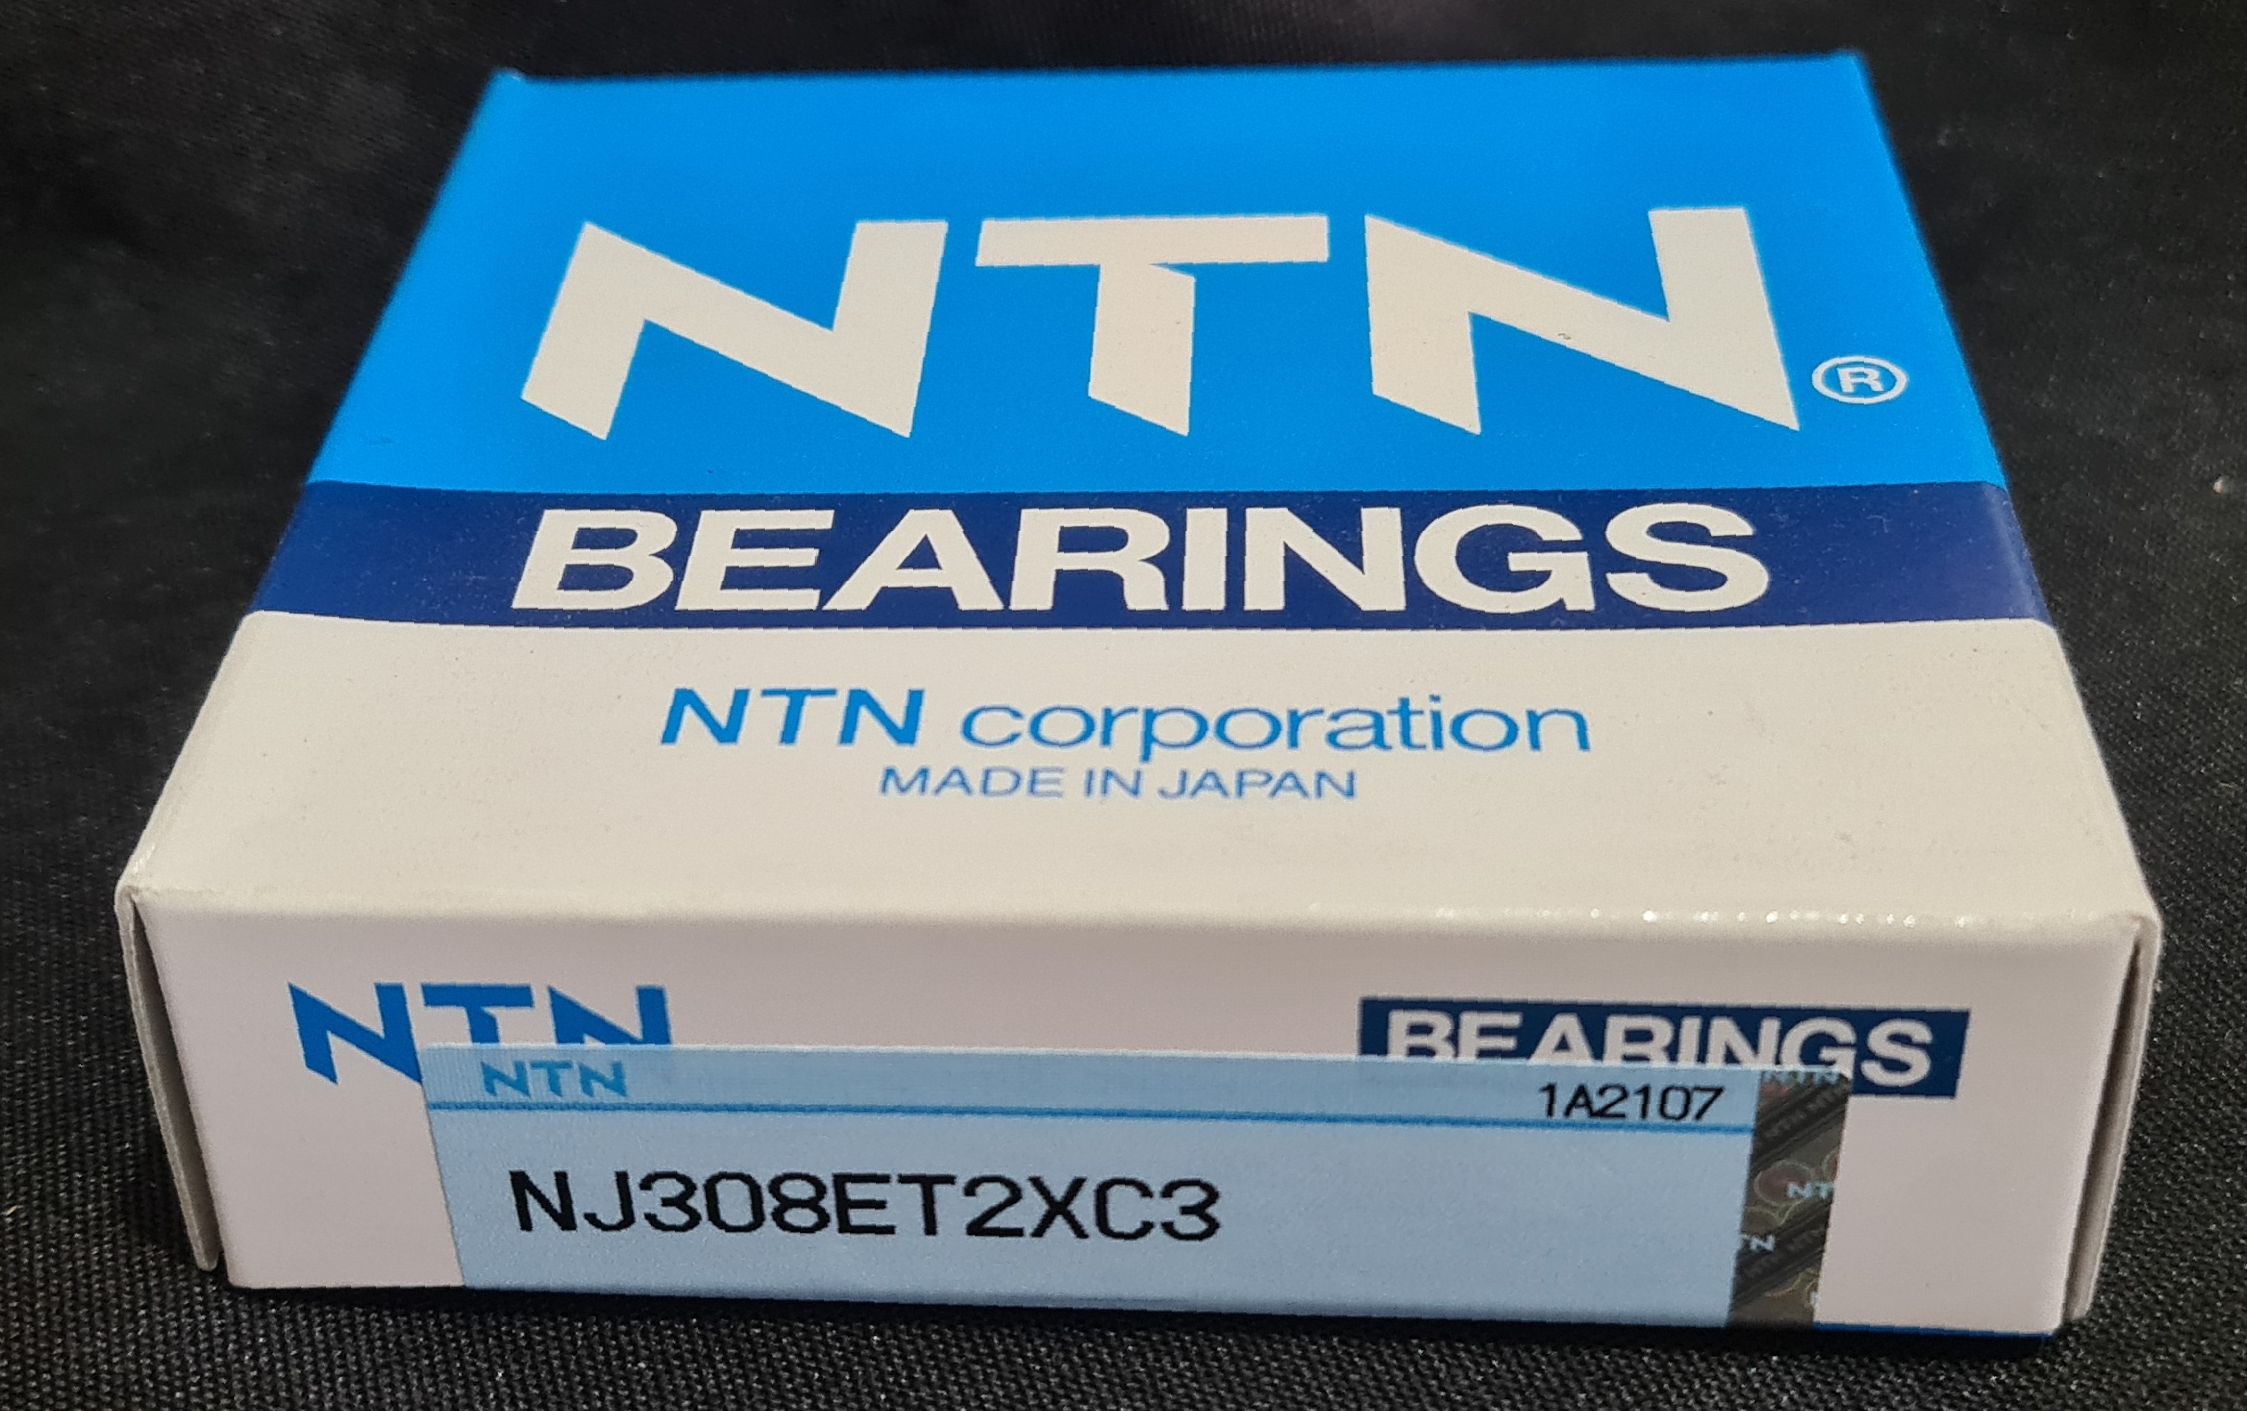 NTN®
BEARINGS
NTN corporation
MADE IN JAPAN
NTN
BEARINGS
NTN
1A2107
NJ308ET2XC3